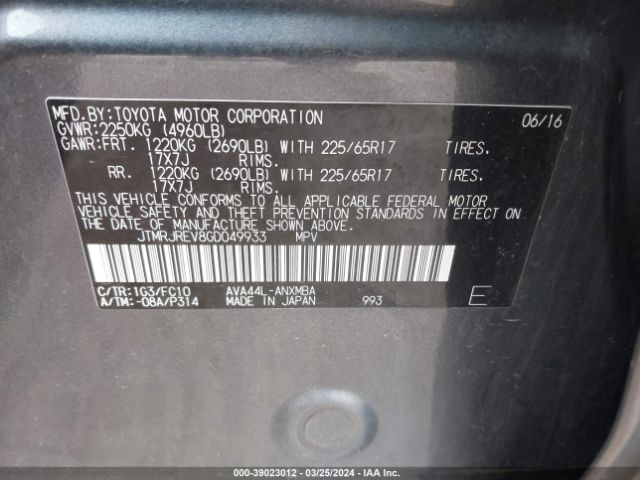 MFD.BY:TOYOTA MOTOR CORPORATION 06/16
GVWR:2250KG (4960LB)
GAWR:FRT. 1220KG (2690LB) WITH 225/65R17 TIRES.
17X7J RIMS.
RR. 1220KG (2690LB) WITH 225/65R17 TIRES.
17X7J RIMS.
THIS VEHICLE CONFORMS TO ALL APPLICABLE FEDERAL MOTOR
VEHICLE SAFETY AND THEFT PREVENTION STANDARDS IN
EFFECT ON THE DATE OF MANUFACTURE SHOWN ABOVE.
JTMRJREV8GD049933 MPV
C/TR:1G3/FC10 AVA44L-ANXMBA
A/TM:-08A/P314 MADE IN JAPAN 993 E
000-39023012 - 03/25/2024 - IAA Inc.